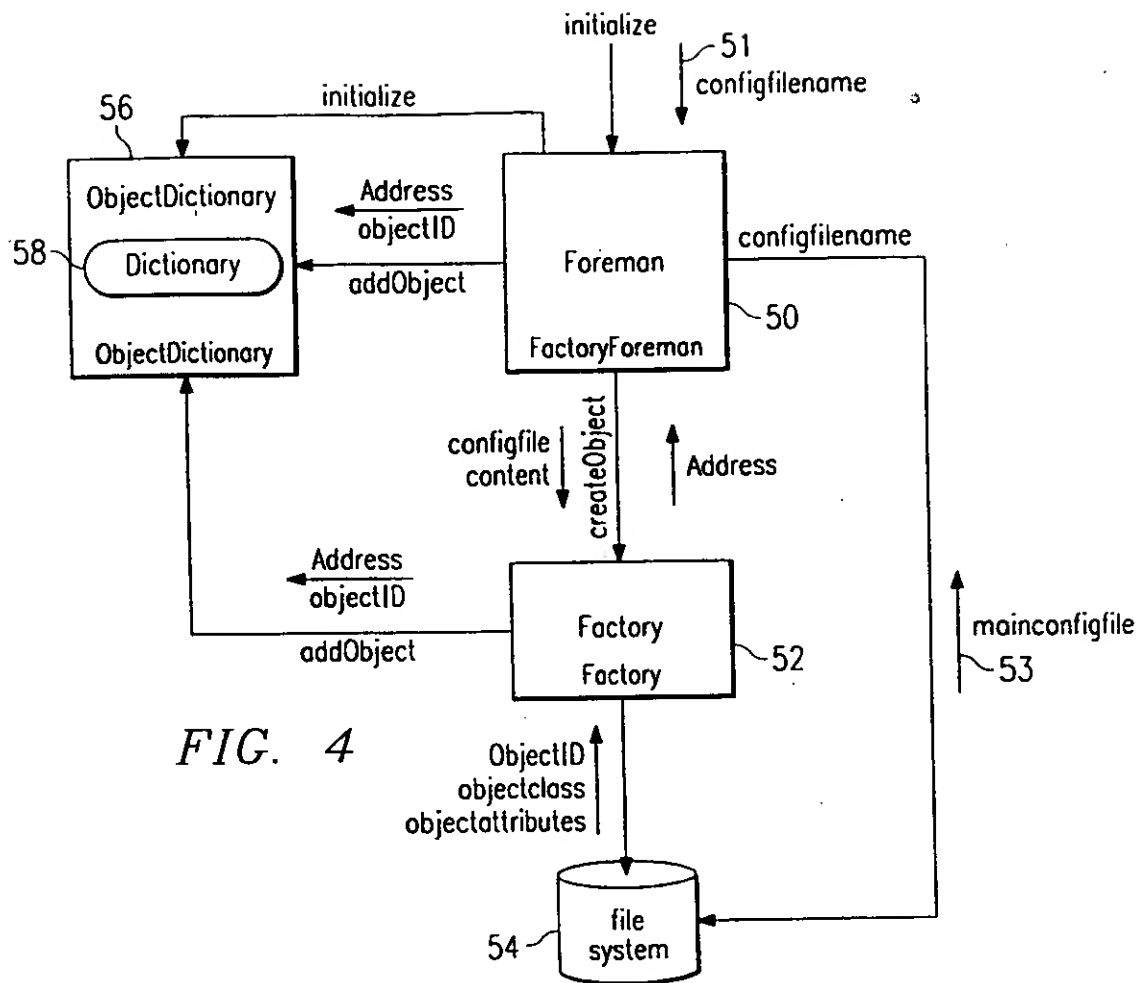 initialize
51
configfilename
initialize
56
ObjectDictionary
Address
objectID
58
Dictionary
addObject
Foreman
configfilename
50
ObjectDictionary
FactoryForeman
configfile
content
createObject
Address
Address
objectID
addObject
Factory
Factory
52
mainconfigfile
53
FIG. 4
ObjectID
objectclass
objectattributes
54
file
system